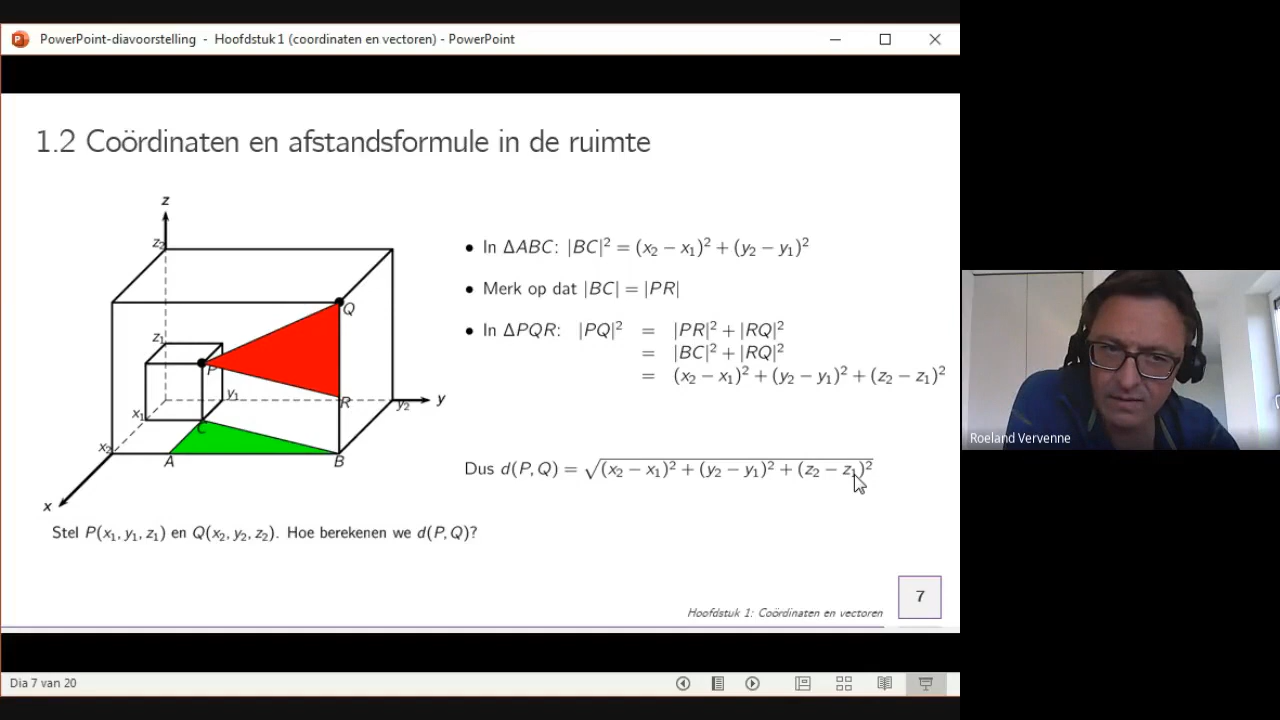 PowerPoint-diavoorstelling - Hoofdstuk 1 (coordinaten en vectoren) - PowerPoint
1.2 Coördinaten en afstandsformule in de ruimte
z
z₂
z₁
P
Q
y₁
R
y₂
y
x₁
C
x₂
A
B
x
Stel P(x₁, y₁, z₁) en Q(x₂, y₂, z₂). Hoe berekenen we d(P, Q)?
• In ΔABC: |BC|² = (x₂ − x₁)² + (y₂ − y₁)²
• Merk op dat |BC| = |PR|
• In ΔPQR: |PQ|² = |PR|² + |RQ|²
= |BC|² + |RQ|²
= (x₂ − x₁)² + (y₂ − y₁)² + (z₂ − z₁)²
Dus d(P, Q) = √(x₂ − x₁)² + (y₂ − y₁)² + (z₂ − z₁)²
7
Hoofdstuk 1: Coördinaten en vectoren
Dia 7 van 20
Roeland Vervenne